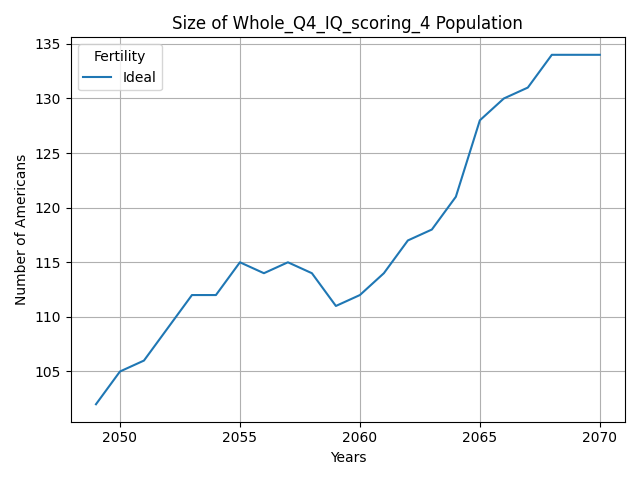 Size of Whole_Q4_IQ_scoring_4 Population
Fertility
Ideal
Number of Americans
135
130
125
120
115
110
105
2050 2055 2060 2065 2070
Years